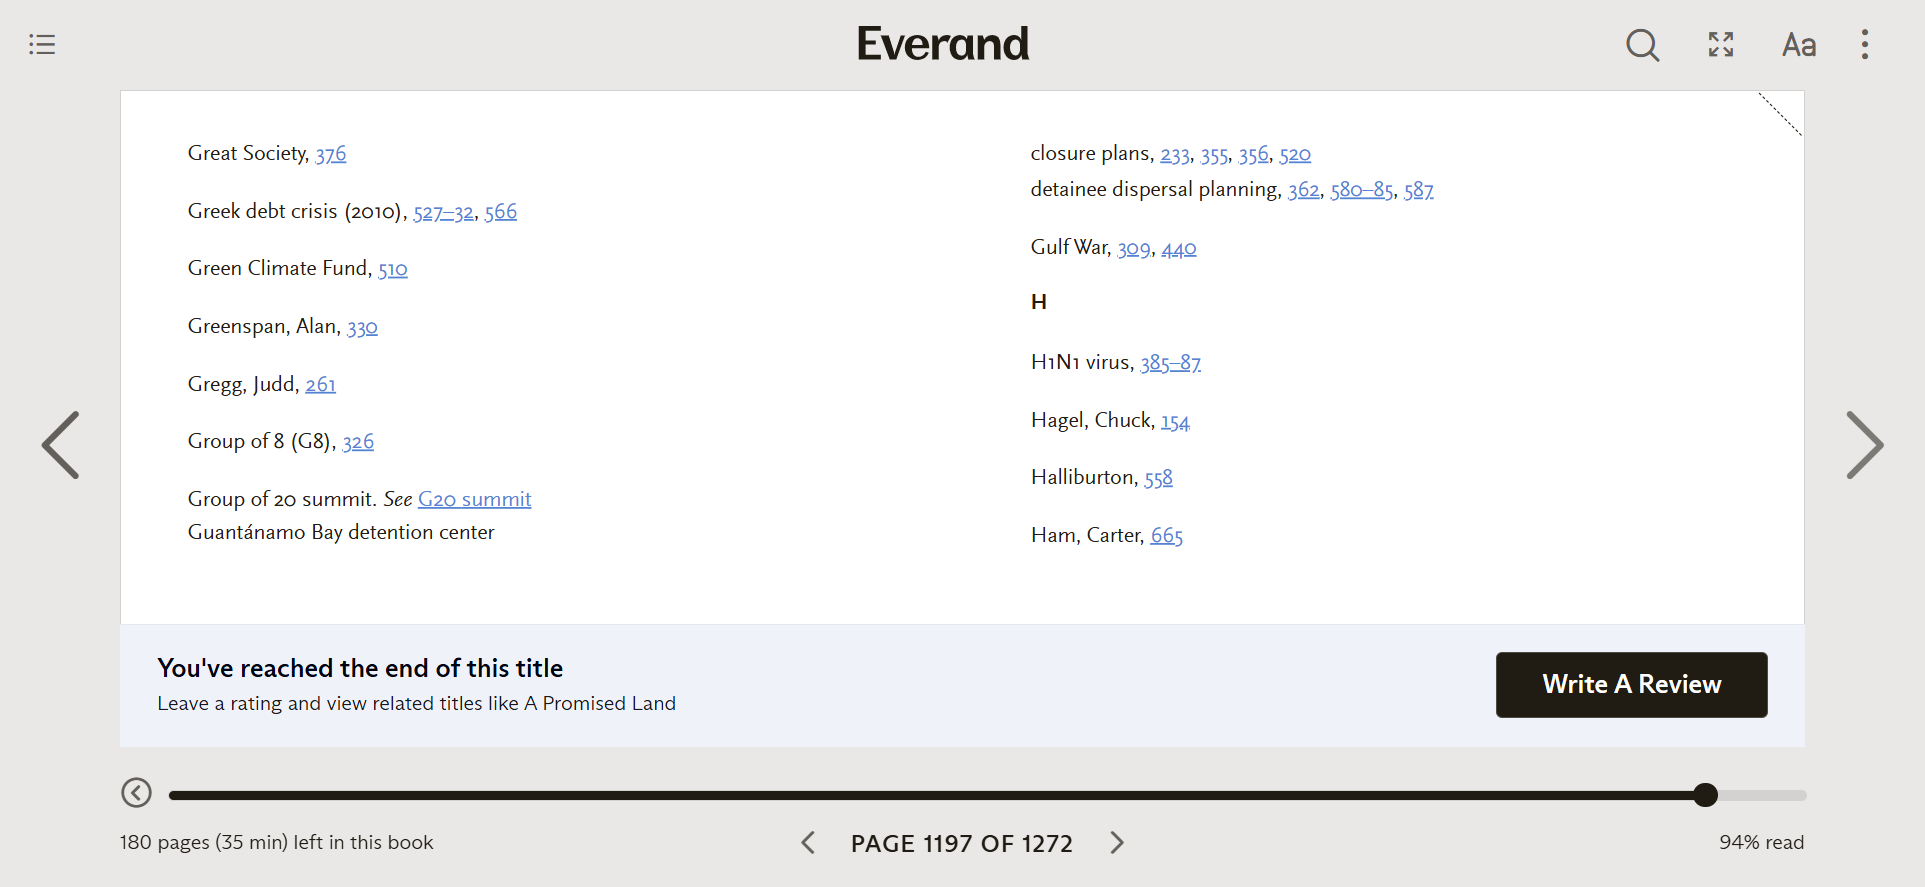 Everand
Aa
Great Society, 376
Greek debt crisis (2010), 527–32, 566
Green Climate Fund, 510
Greenspan, Alan, 330
Gregg, Judd, 261
Group of 8 (G8), 326
Group of 20 summit. See G20 summit
Guantánamo Bay detention center
closure plans, 233, 355, 356, 520
detainee dispersal planning, 362, 580–85, 587
Gulf War, 309, 440
H
H1N1 virus, 385–87
Hagel, Chuck, 154
Halliburton, 558
Ham, Carter, 665
You've reached the end of this title
Leave a rating and view related titles like A Promised Land
Write A Review
180 pages (35 min) left in this book
PAGE 1197 OF 1272
94% read